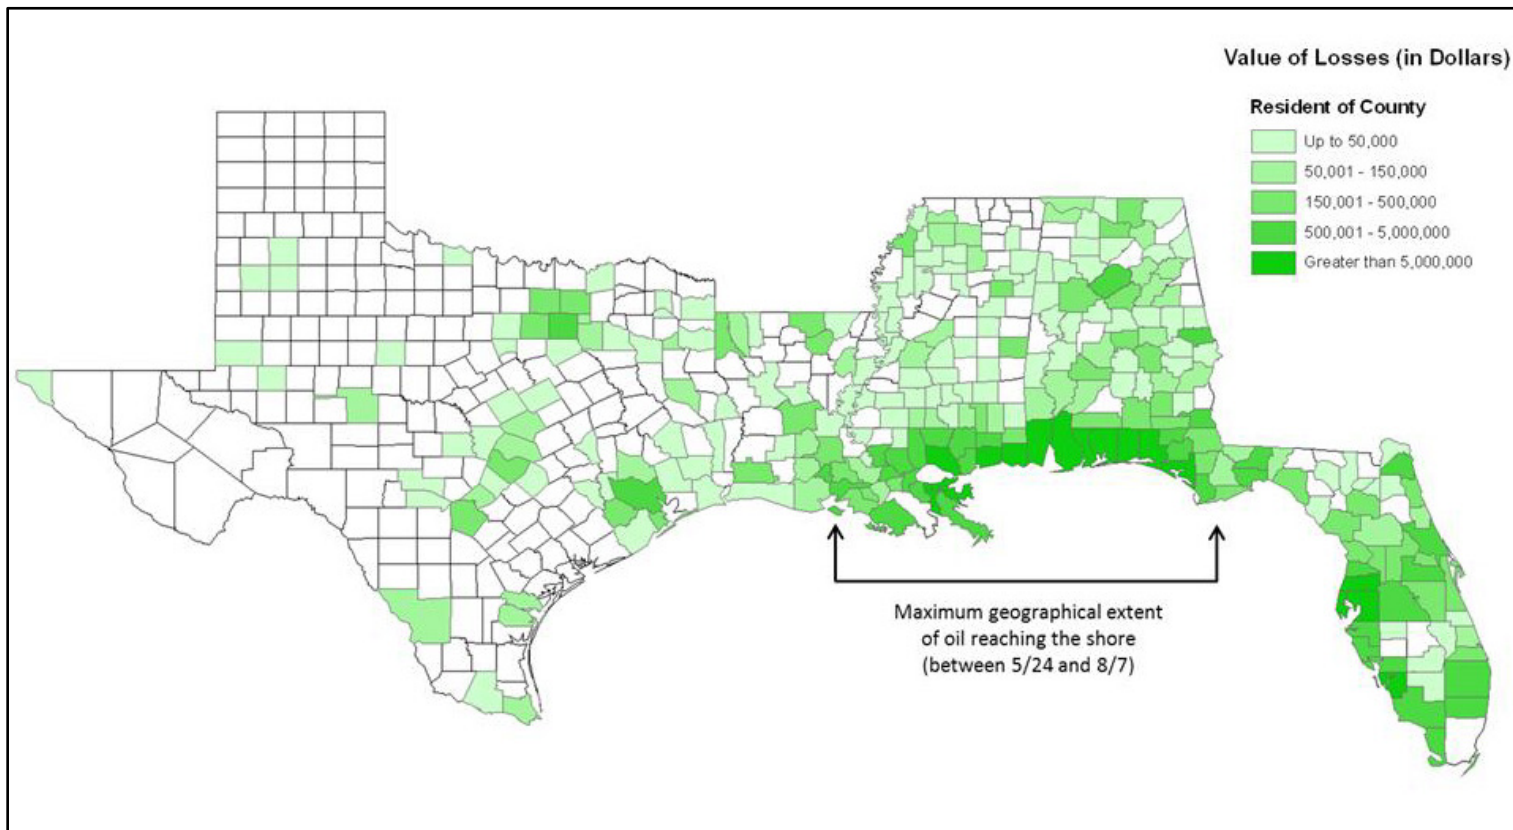 Value of Losses (in Dollars)
Resident of County
Up to 50,000
50,001 - 150,000
150,001 - 500,000
500,001 - 5,000,000
Greater than 5,000,000
Maximum geographical extent
of oil reaching the shore
(between 5/24 and 8/7)